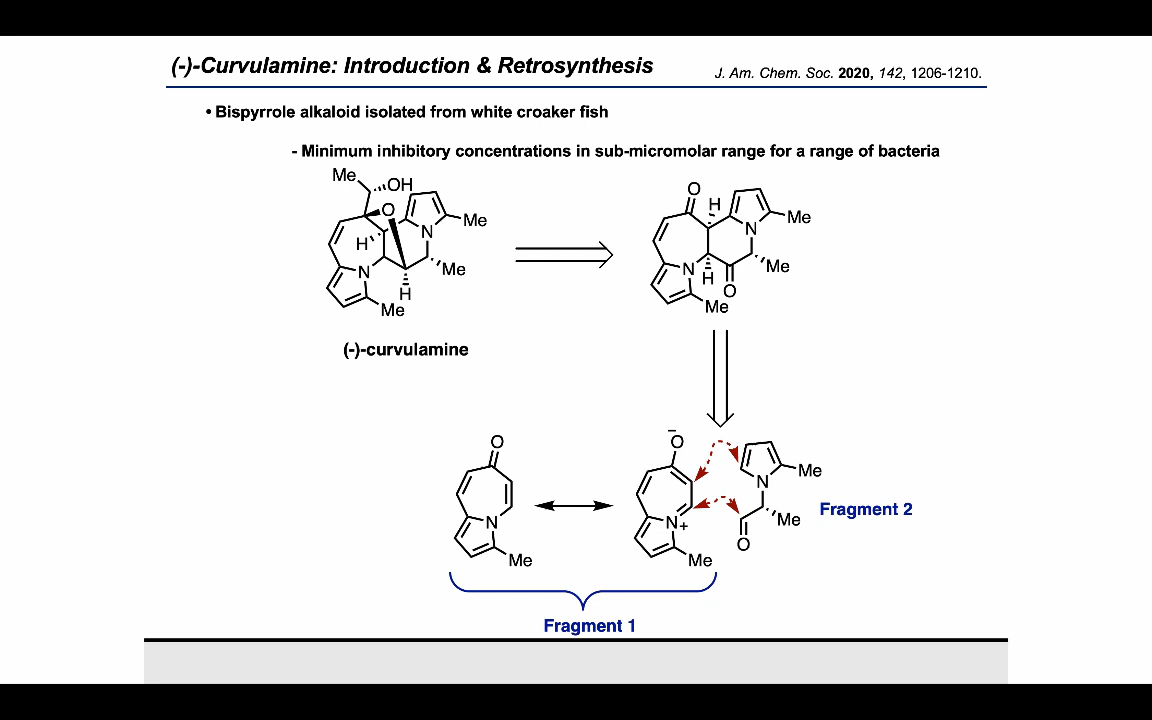 (-)-Curvulamine: Introduction & Retrosynthesis
J. Am. Chem. Soc. 2020, 142, 1206-1210.
• Bispyrrole alkaloid isolated from white croaker fish
- Minimum inhibitory concentrations in sub-micromolar range for a range of bacteria
Me
OH
O
Me
N
H
N
Me
H
Me
(-)-curvulamine
O
H
Me
N
N
H
Me
O
Me
O
N
Me
−
O
N+
Me
Me
N
Me
O
Fragment 2
Fragment 1